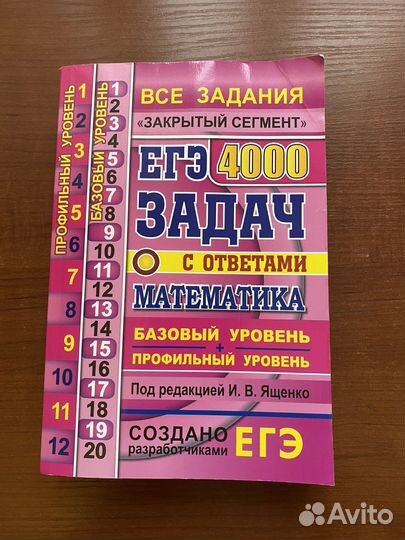 ВСЕ ЗАДАНИЯ
«ЗАКРЫТЫЙ СЕГМЕНТ»
ЕГЭ 4000
ЗАДАЧ
С ОТВЕТАМИ
МАТЕМАТИКА
БАЗОВЫЙ УРОВЕНЬ
+
ПРОФИЛЬНЫЙ УРОВЕНЬ
Под редакцией И. В. Ященко
СОЗДАНО
разработчиками ЕГЭ
ПРОФИЛЬНЫЙ УРОВЕНЬ
1
2
3
4
5
6
7
8
9
10
11
12
БАЗОВЫЙ УРОВЕНЬ
1
2
3
4
5
6
7
8
9
10
11
12
13
14
15
16
17
18
19
20
Avito